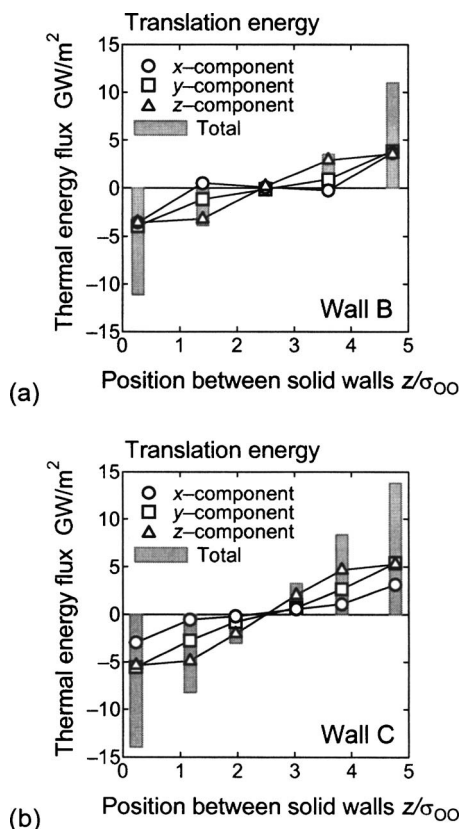 (a)
Translation energy
Thermal energy flux GW/m²
15
10
5
0
−5
−10
−15
x–component
y–component
z–component
Total
Wall B
0 1 2 3 4 5
Position between solid walls z/σOO
(b)
Translation energy
Thermal energy flux GW/m²
15
10
5
0
−5
−10
−15
x–component
y–component
z–component
Total
Wall C
0 1 2 3 4 5
Position between solid walls z/σOO